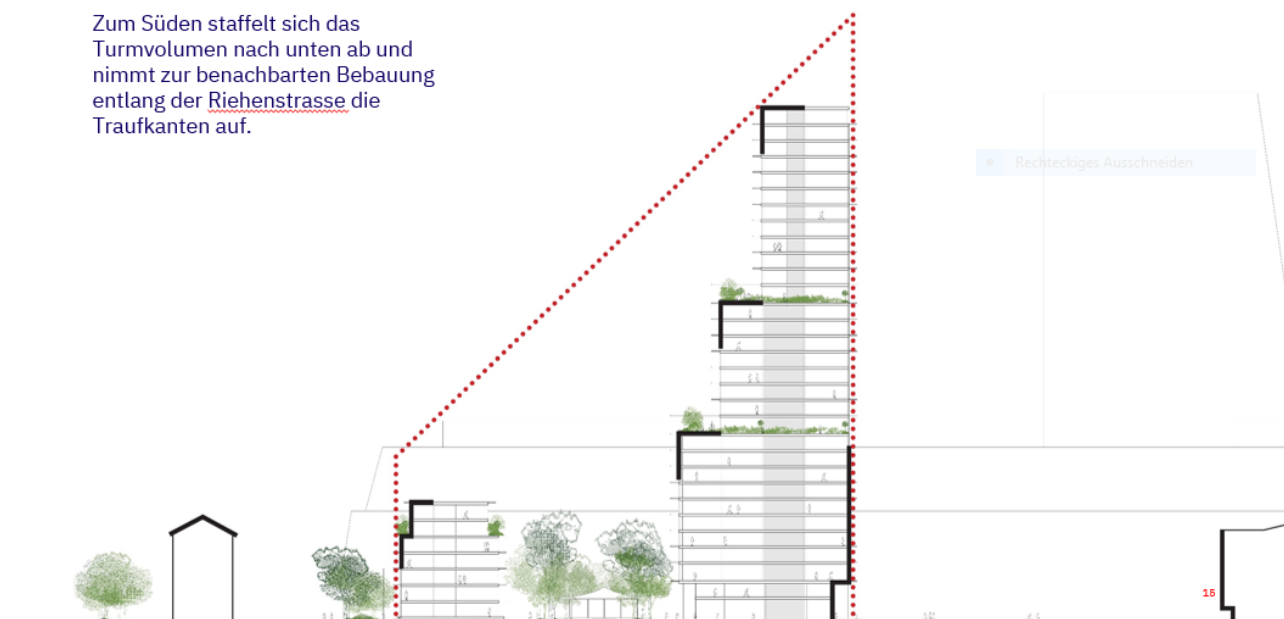 Zum Süden staffelt sich das
Turmvolumen nach unten ab und
nimmt zur benachbarten Bebauung
entlang der Riehenstrasse die
Traufkanten auf.
Rechteckiges Ausschneiden
15